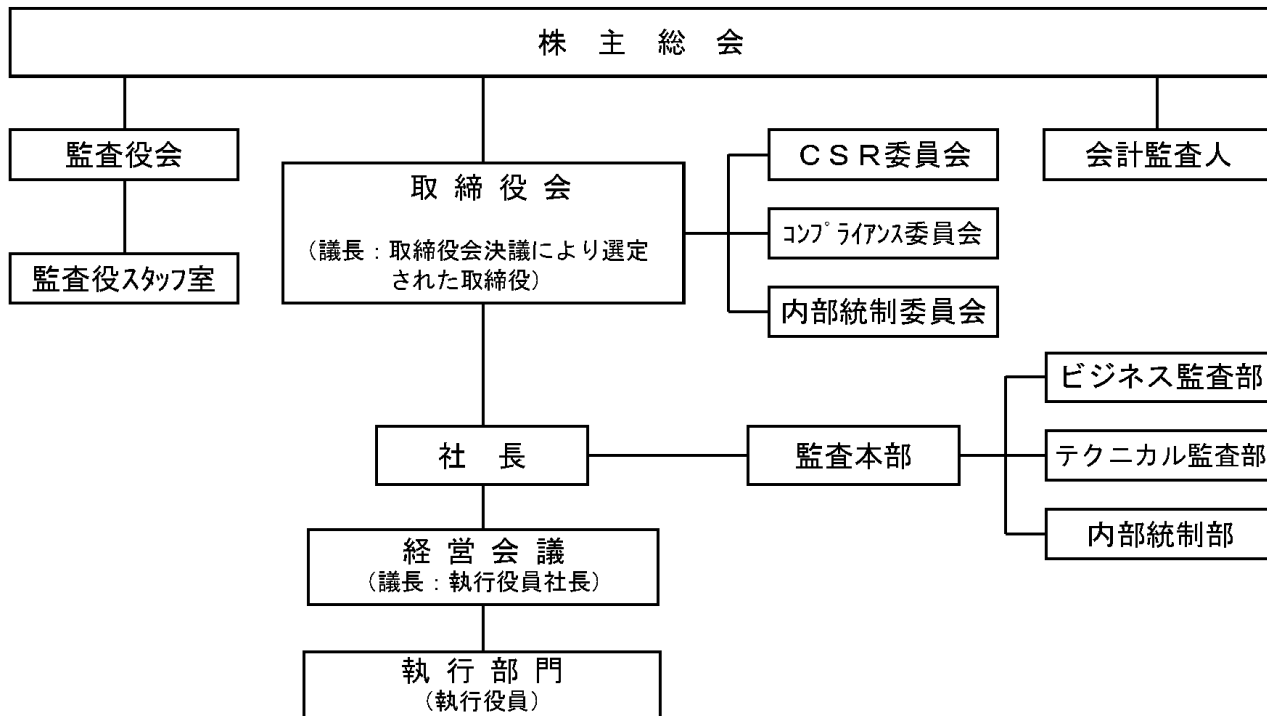 株主総会
監査役会
監査役スタッフ室
取締役会
(議長：取締役会決議により選定
された取締役)
ＣＳＲ委員会
ｺﾝﾌﾟﾗｲｱﾝｽ委員会
内部統制委員会
会計監査人
社長
監査本部
ビジネス監査部
テクニカル監査部
内部統制部
経営会議
(議長：執行役員社長)
執行部門
(執行役員)